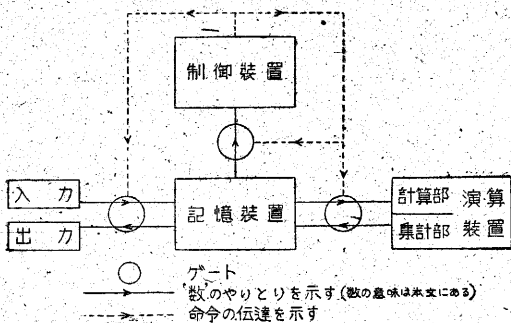 制御装置
入力
出力
記憶装置
計算部
集計部
演算
装置
ゲート
'数'のやりとりを示す(数の意味は本文にある)
命令の伝達を示す